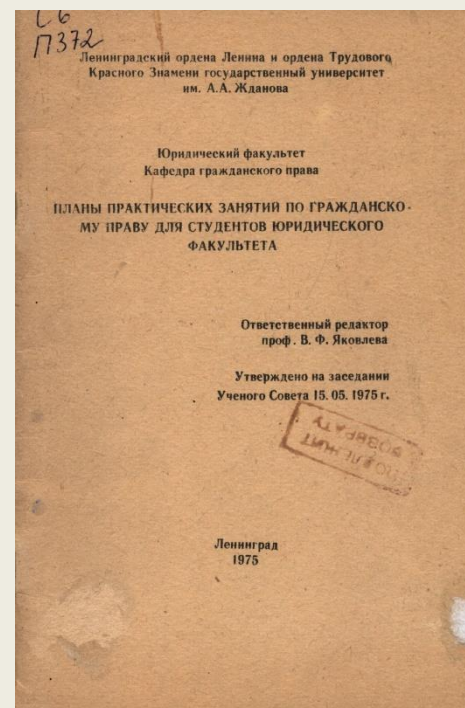 С6
П372
Ленинградский ордена Ленина и ордена Трудового
Красного Знамени государственный университет
им. А.А. Жданова
Юридический факультет
Кафедра гражданского права
ПЛАНЫ ПРАКТИЧЕСКИХ ЗАНЯТИЙ ПО ГРАЖДАНСКО-
МУ ПРАВУ ДЛЯ СТУДЕНТОВ ЮРИДИЧЕСКОГО
ФАКУЛЬТЕТА
Ответственный редактор
проф. В. Ф. Яковлева
Утверждено на заседании
Ученого Совета 15. 05. 1975 г.
ПОДЛЕЖИТ
ВОЗВРАТУ
Ленинград
1975